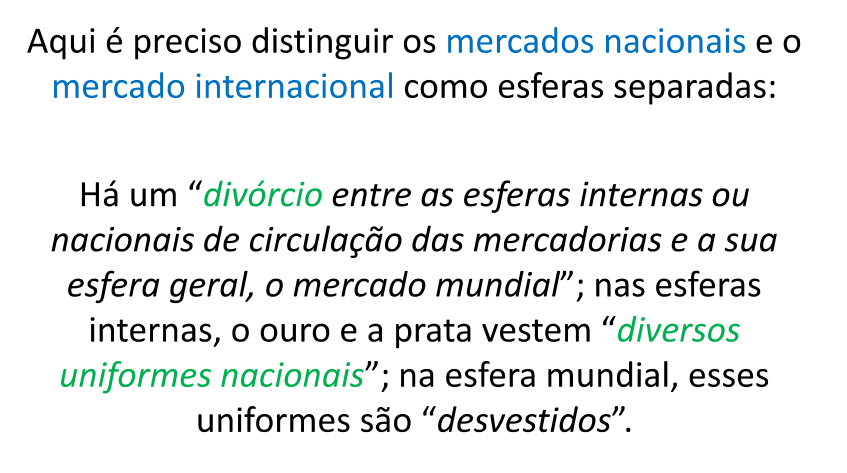 Aqui é preciso distinguir os mercados nacionais e o
mercado internacional como esferas separadas:
Há um “divórcio entre as esferas internas ou
nacionais de circulação das mercadorias e a sua
esfera geral, o mercado mundial”; nas esferas
internas, o ouro e a prata vestem “diversos
uniformes nacionais”; na esfera mundial, esses
uniformes são “desvestidos”.